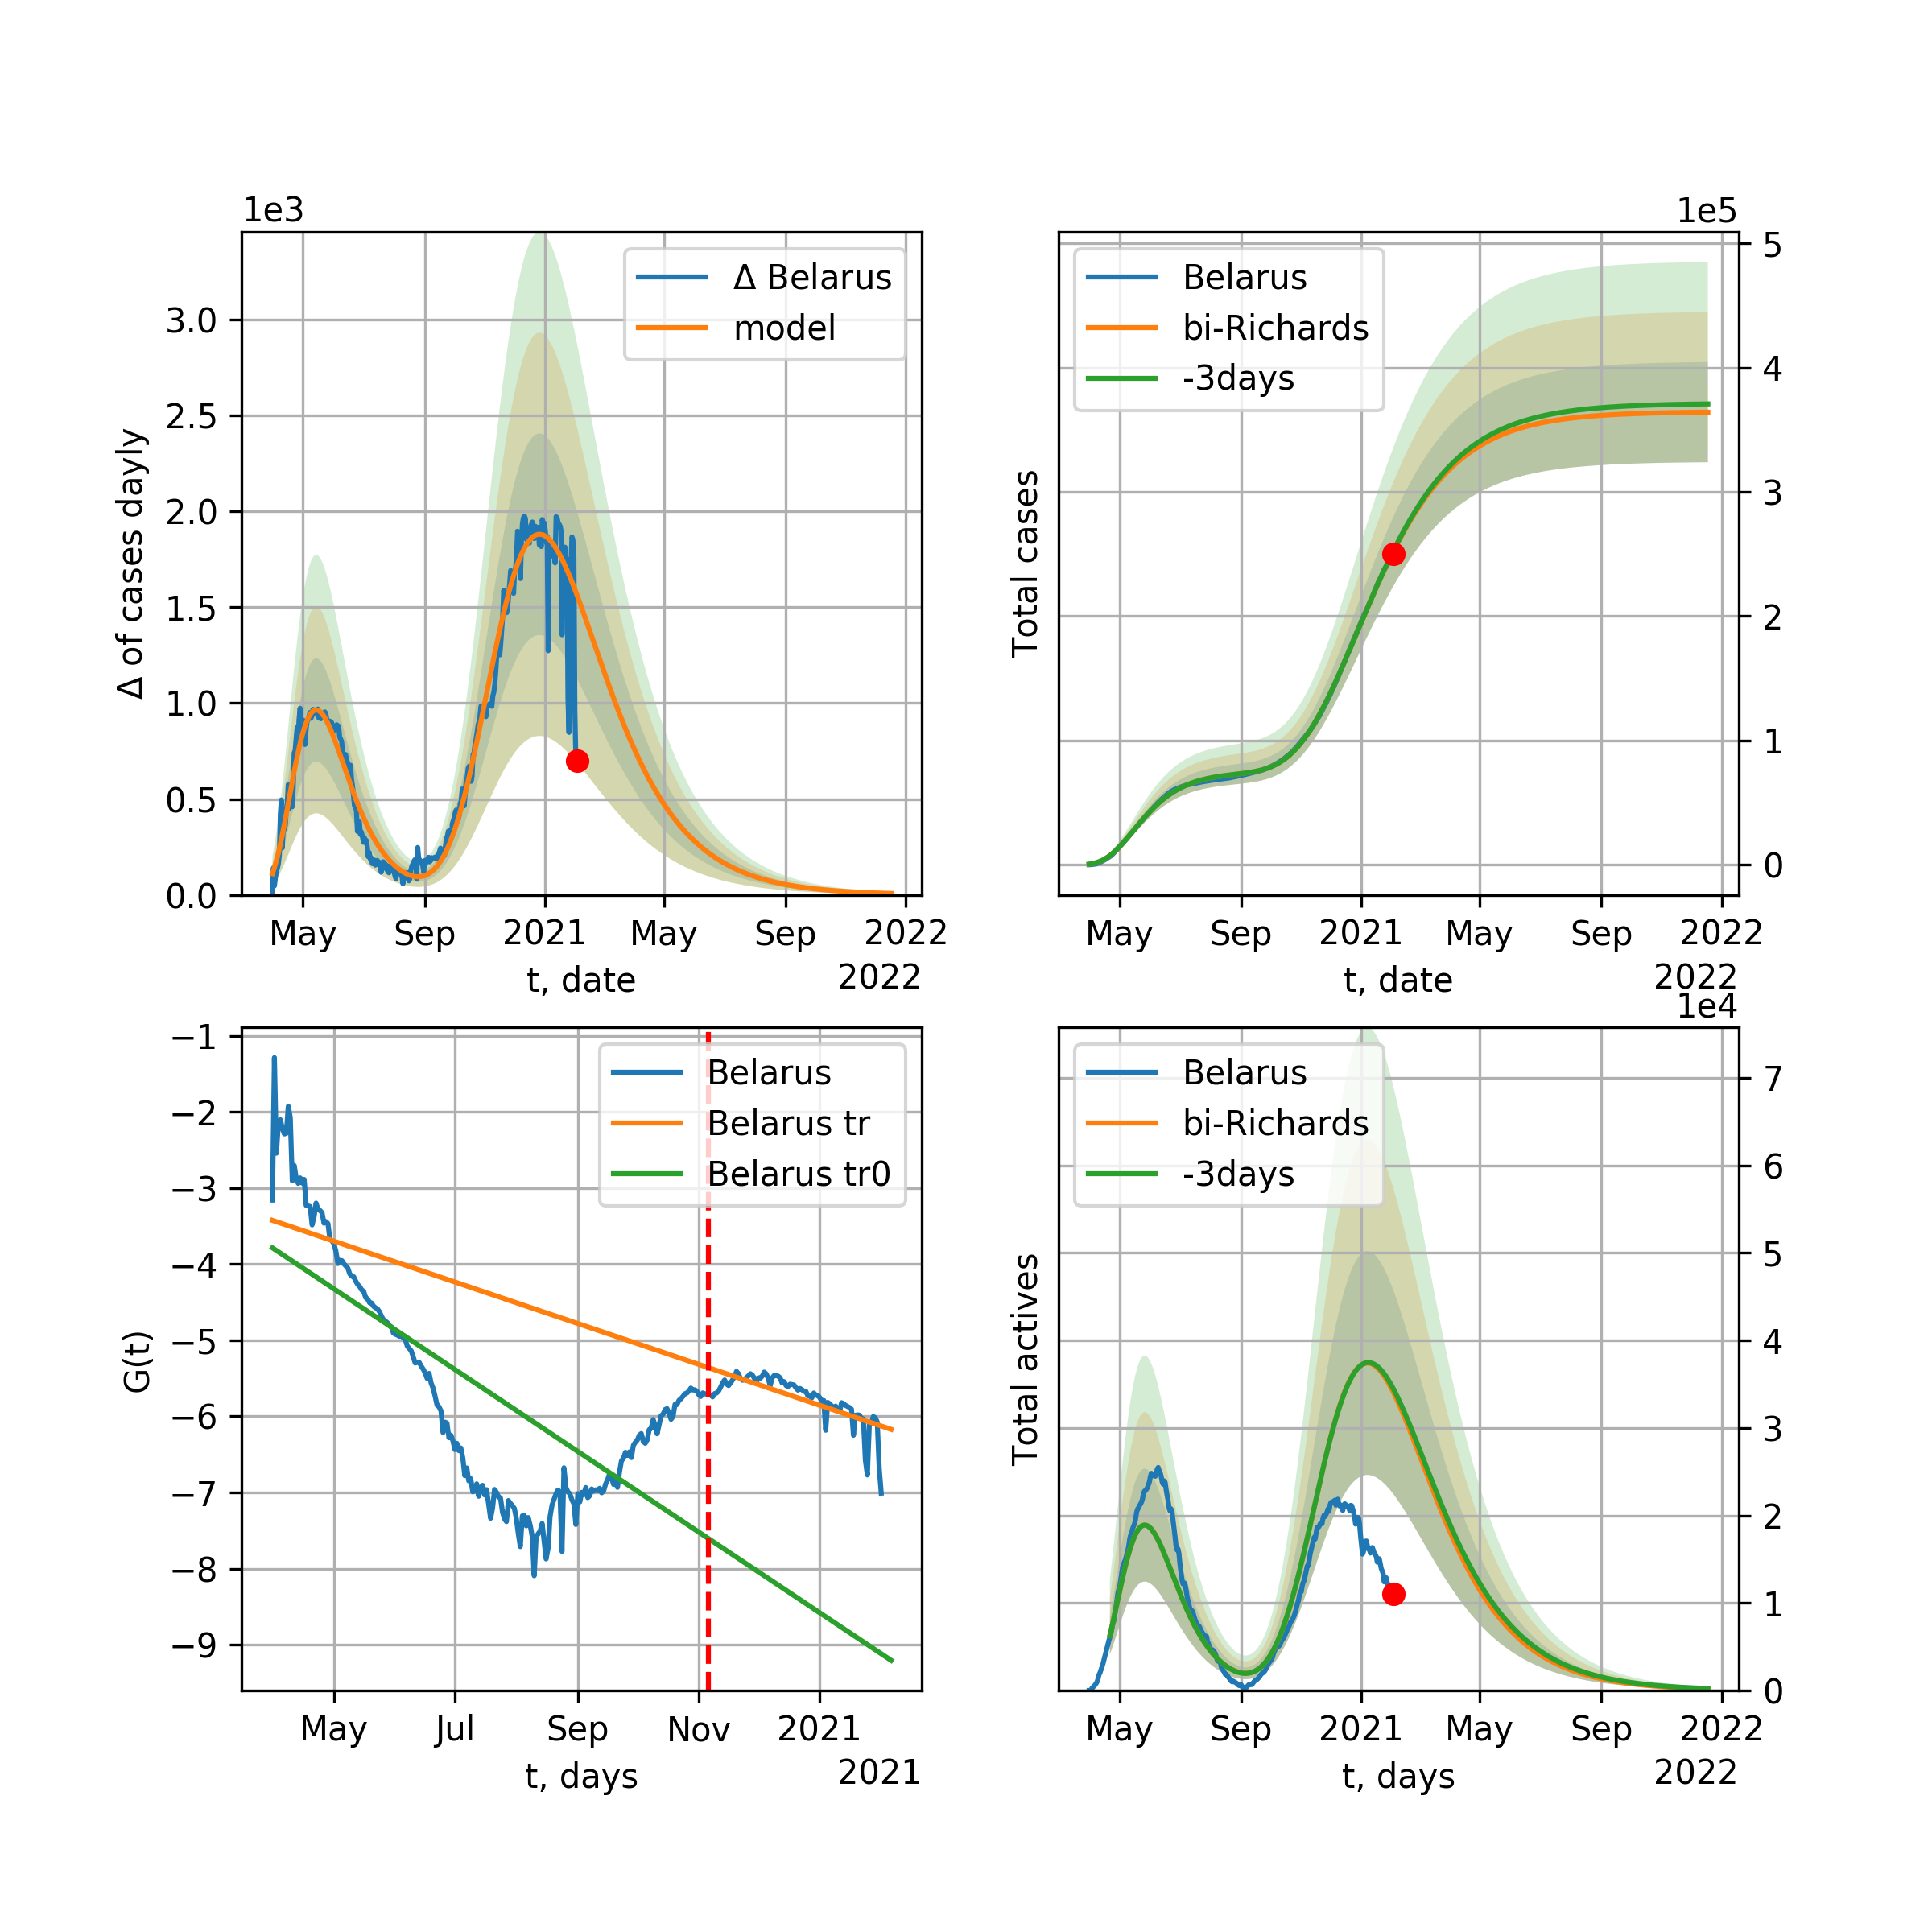 1e3
Δ of cases dayly
3.0
2.5
2.0
1.5
1.0
0.5
0.0
Δ Belarus
model
May Sep 2021 May Sep 2022
t, date
2022
1e5
Total cases
Belarus
bi-Richards
-3days
5
4
3
2
1
0
May Sep 2021 May Sep 2022
t, date
2022
G(t)
−1
−2
−3
−4
−5
−6
−7
−8
−9
Belarus
Belarus tr
Belarus tr0
May Jul Sep Nov 2021
t, days
2021
1e4
Total actives
Belarus
bi-Richards
-3days
7
6
5
4
3
2
1
0
May Sep 2021 May Sep 2022
t, days
2022